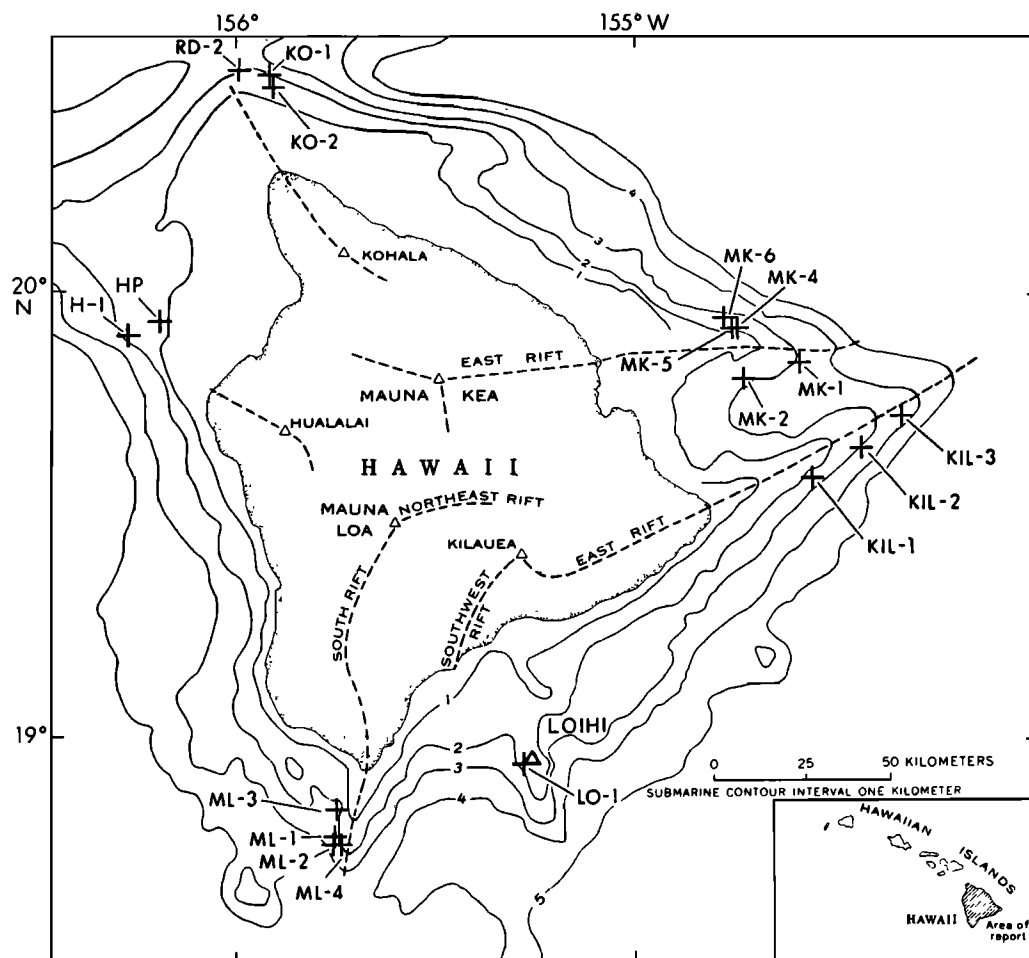 156°
155° W
RD-2
KO-1
KO-2
KOHALA
20°
N
HP
H-1
MK-6
MK-4
3
4
2
1
EAST RIFT
MK-5
MAUNA KEA
MK-1
MK-2
HUALALAI
KIL-3
HAWAII
KIL-2
MAUNA LOA
NORTHEAST RIFT
KILAUEA
EAST RIFT
KIL-1
SOUTH RIFT
SOUTHWEST RIFT
1
19°
2
LOIHI
3
LO-1
4
0 25 50 KILOMETERS
SUBMARINE CONTOUR INTERVAL ONE KILOMETER
ML-3
ML-1
ML-2
ML-4
5
HAWAIIAN ISLANDS
HAWAII
Area of report